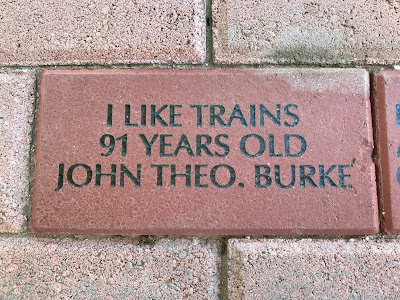 I LIKE TRAINS
91 YEARS OLD
JOHN THEO. BURKE